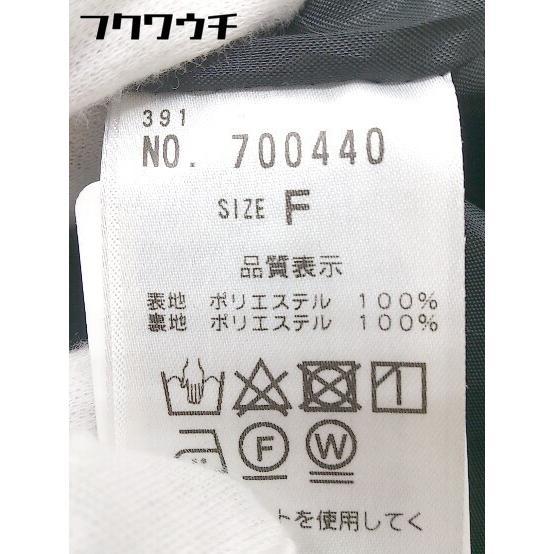 フクワウチ
391
NO. 700440
SIZE F
品質表示
表地 ポリエステル 100%
裏地 ポリエステル 100%
F W
トを使用してく